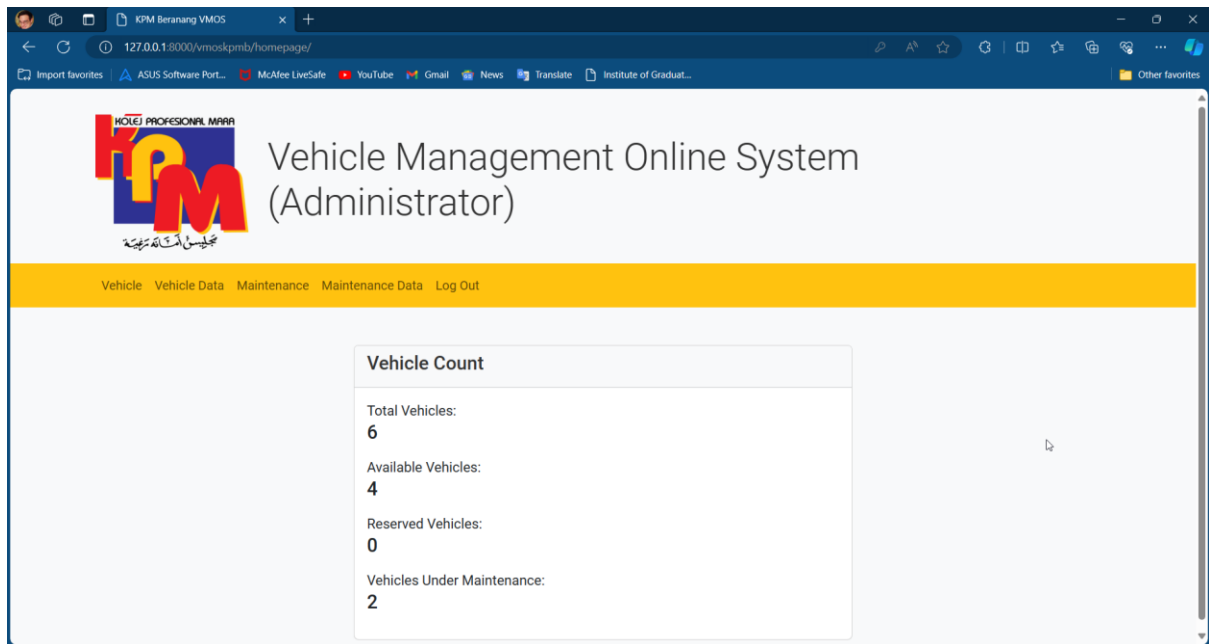 KPM Beranang VMOS
127.0.0.1:8000/vmoskpmb/homepage/
Import favorites
ASUS Software Port...
McAfee LiveSafe
YouTube
Gmail
News
Translate
Institute of Graduat...
Other favorites
KOLEJ PROFESIONAL MARA
KPM
Vehicle Management Online System
(Administrator)
Vehicle Vehicle Data Maintenance Maintenance Data Log Out
Vehicle Count
Total Vehicles:
6
Available Vehicles:
4
Reserved Vehicles:
0
Vehicles Under Maintenance:
2